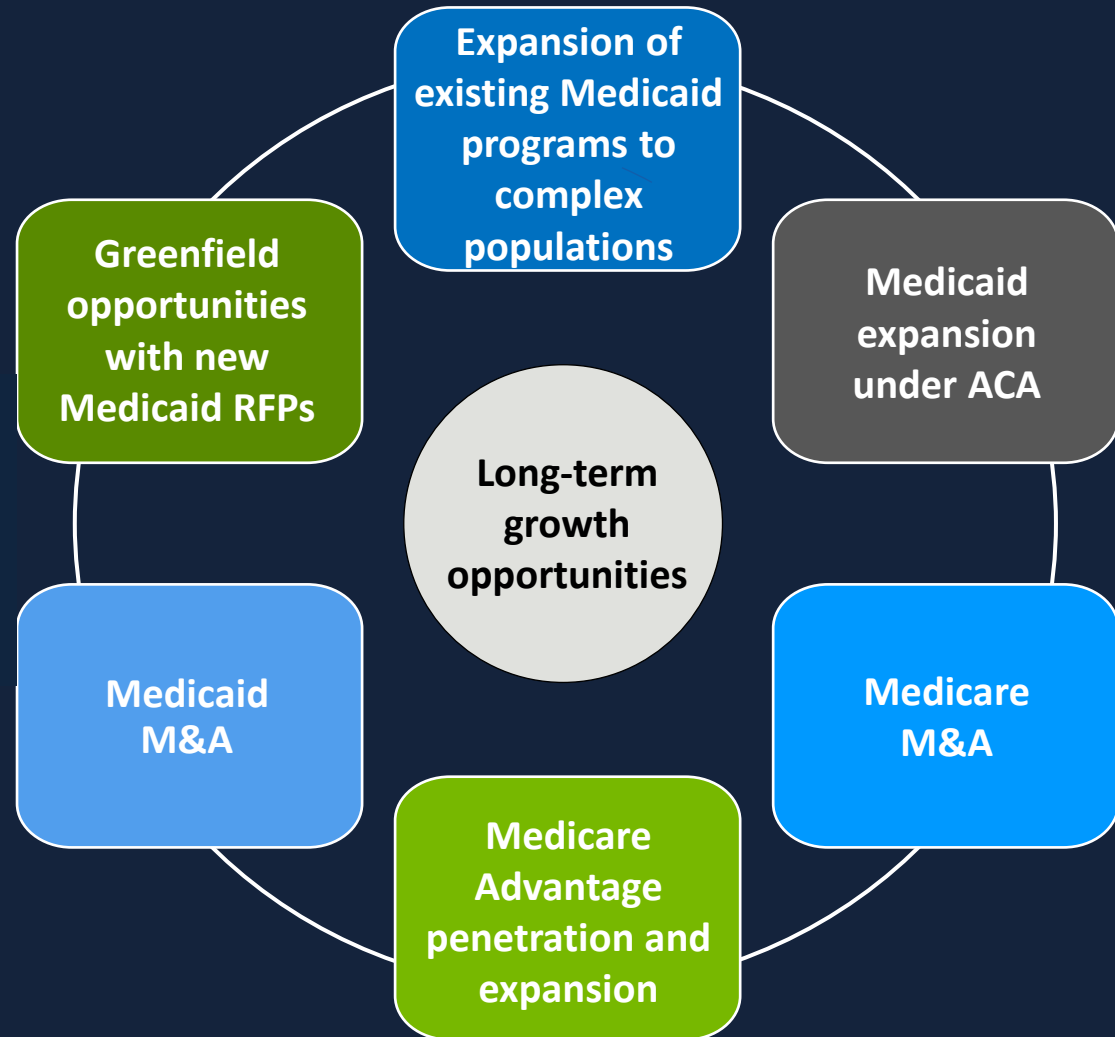 Expansion of
existing Medicaid
programs to
complex
populations
Greenfield
opportunities
with new
Medicaid RFPs
Medicaid
expansion
under ACA
Long-term
growth
opportunities
Medicaid
M&A
Medicare
M&A
Medicare
Advantage
penetration and
expansion